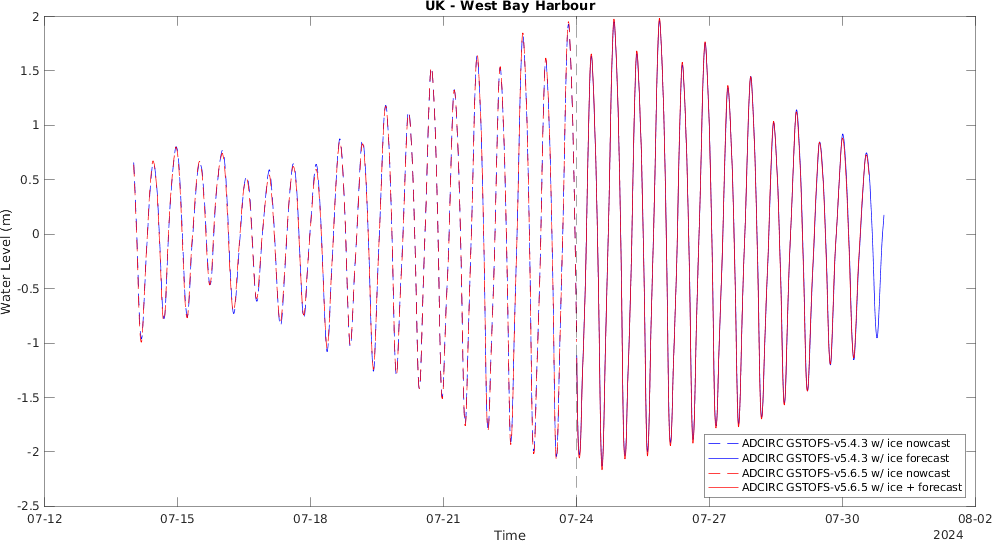 UK - West Bay Harbour
2
1.5
1
0.5
0
-0.5
-1
-1.5
-2
-2.5
Water Level (m)
ADCIRC GSTOFS-v5.4.3 w/ ice nowcast
ADCIRC GSTOFS-v5.4.3 w/ ice forecast
ADCIRC GSTOFS-v5.6.5 w/ ice nowcast
ADCIRC GSTOFS-v5.6.5 w/ ice + forecast
07-12 07-15 07-18 07-21 07-24 07-27 07-30 08-02
Time
2024